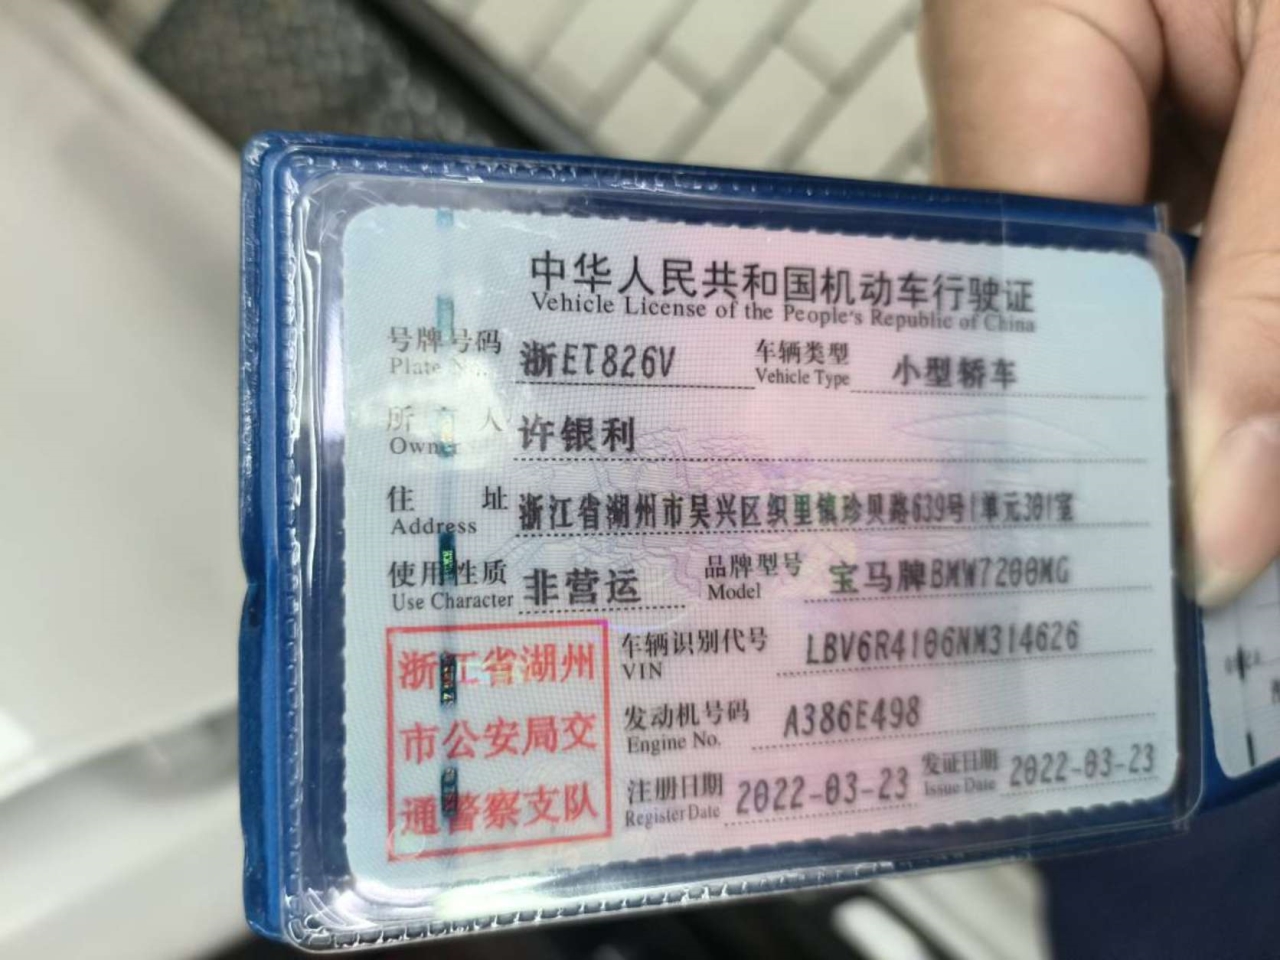 中华人民共和国机动车行驶证
Vehicle License of the People's Republic of China
号牌号码 浙ET826V 车辆类型 小型轿车
Plate No. Vehicle Type
所有人 许银利
Owner
住址 浙江省湖州市吴兴区织里镇珍贝路639号1单元301室
Address
使用性质 非营运 品牌型号 宝马牌BMW7200MG
Use Character Model
车辆识别代号 LBV6R4106NM314626
VIN
发动机号码 A386E498
Engine No.
注册日期 2022-03-23 发证日期 2022-03-23
Register Date Issue Date
浙江省湖州
市公安局交
通警察支队